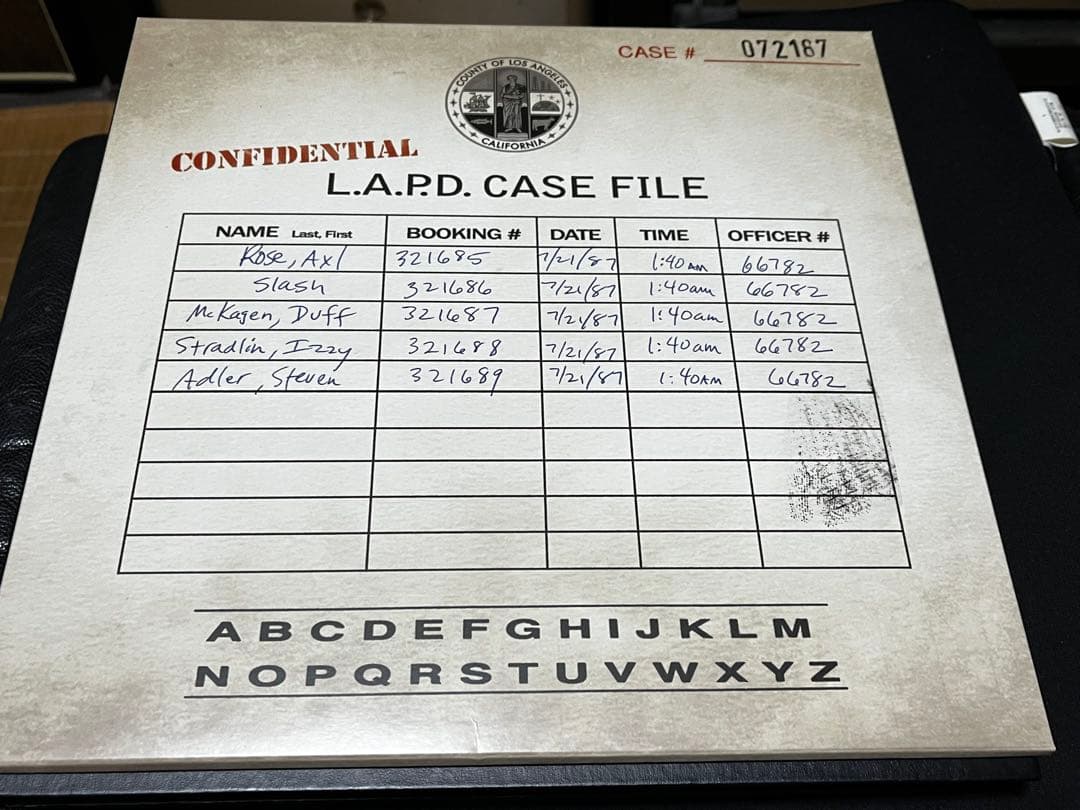 CASE # 072187
COUNTY OF LOS ANGELES
CALIFORNIA
CONFIDENTIAL
L.A.P.D. CASE FILE
NAME Last, First BOOKING # DATE TIME OFFICER #
Rose, Axl 321685 7/21/87 1:40 AM 66782
Slash 321686 7/21/87 1:40am 66782
McKagen, Duff 321687 7/21/87 1:40am 66782
Stradlin, Izzy 321688 7/21/87 1:40am 66782
Adler, Steven 321689 7/21/87 1:40AM 66782
A B C D E F G H I J K L M
N O P Q R S T U V W X Y Z